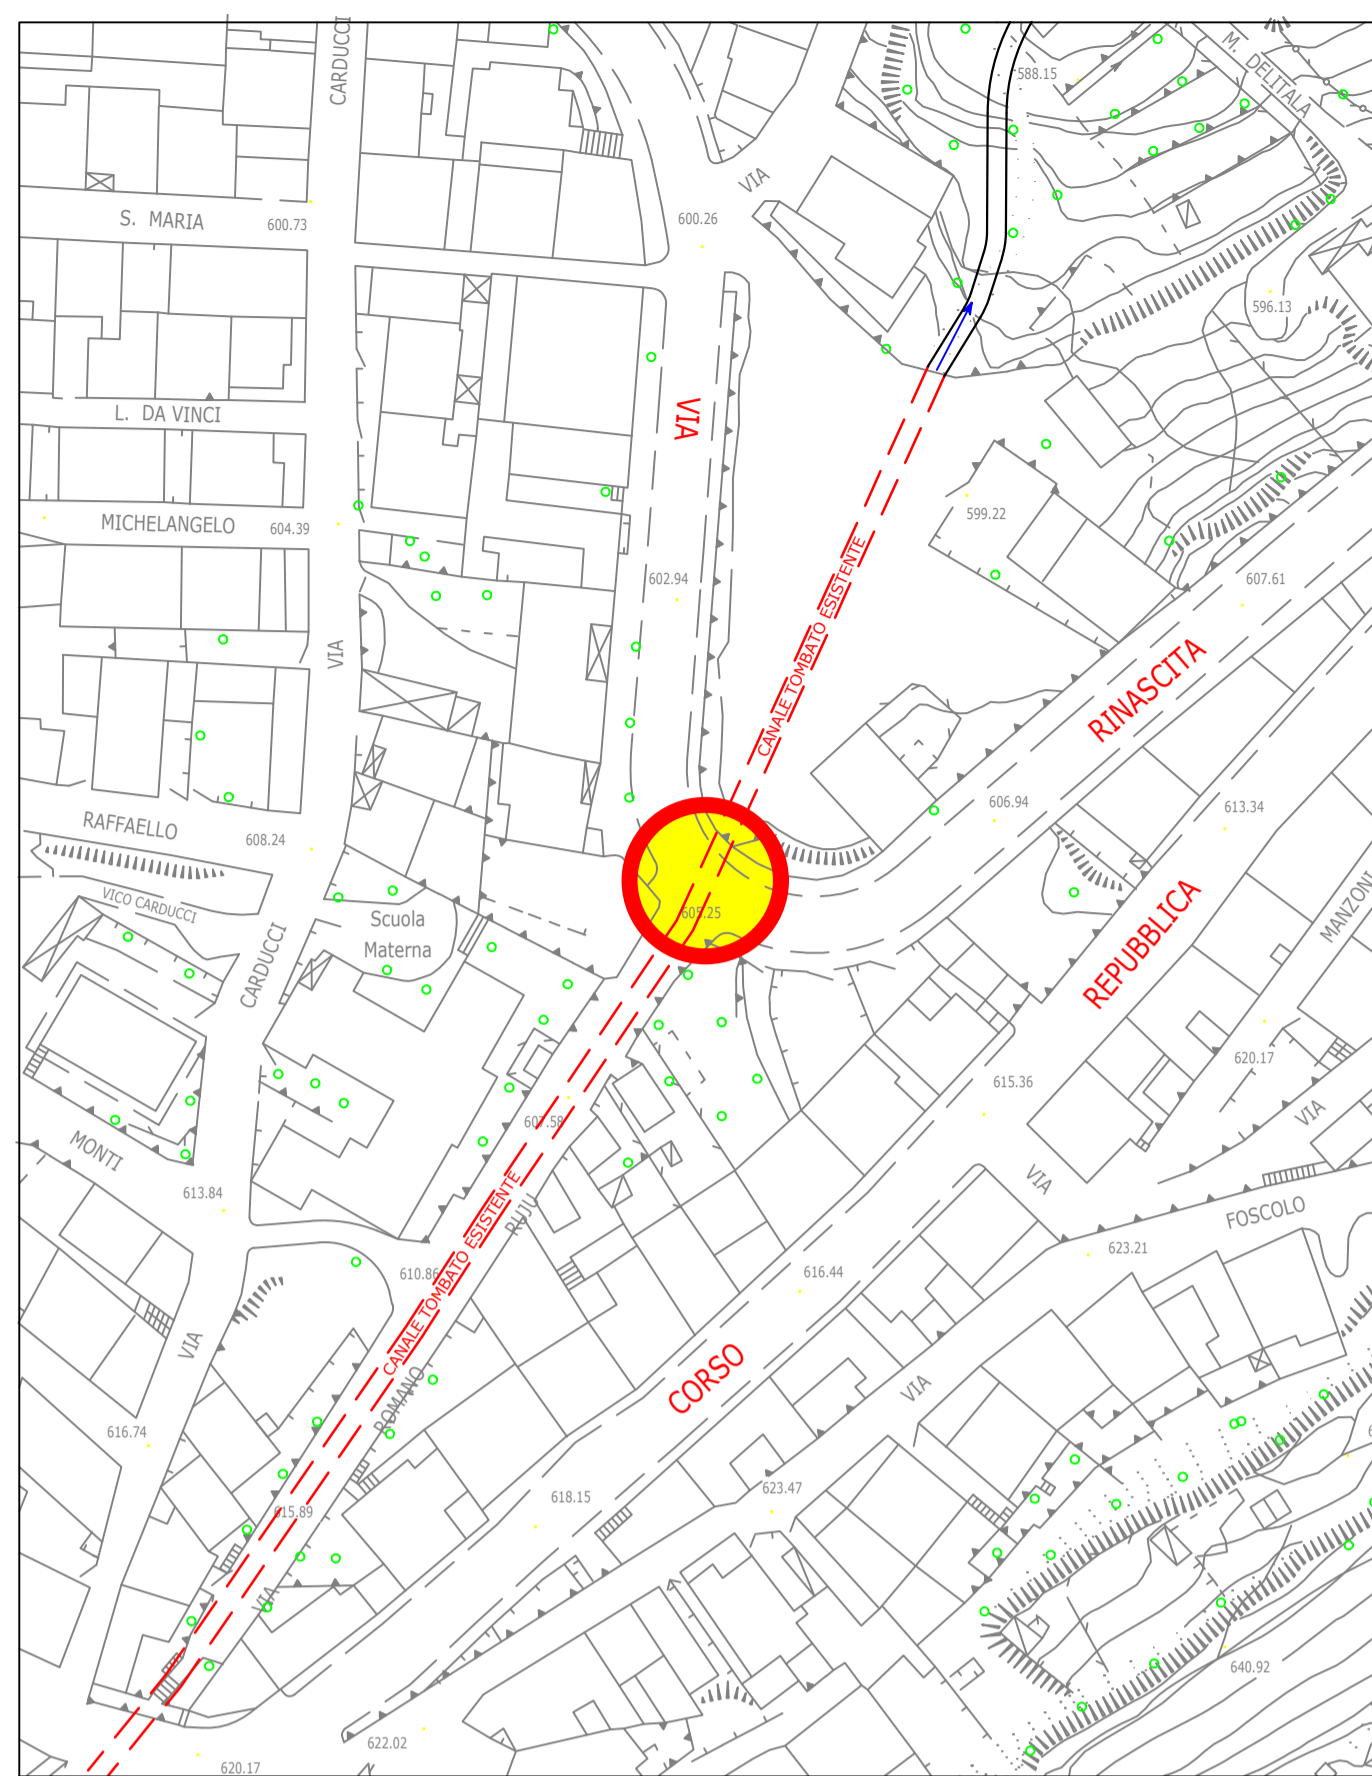 CARDUCCI
588.15
M. DELITALA
VIA
S. MARIA
600.73
600.26
596.13
L. DA VINCI
VIA
MICHELANGELO
604.39
599.22
602.94
607.61
CANALE TOMBATO ESISTENTE
VIA
RINASCITA
606.94
613.34
RAFFAELLO
608.24
VICO CARDUCCI
Scuola
Materna
605.25
MANZONI
CARDUCCI
REPUBBLICA
620.17
615.36
607.58
VIA
MONTI
613.84
VIA
FOSCOLO
RUJU
623.21
610.86
CANALE TOMBATO ESISTENTE
616.44
VIA
CORSO
VIA
ROMANO
616.74
623.47
618.15
615.89
VIA
640.92
622.02
620.17